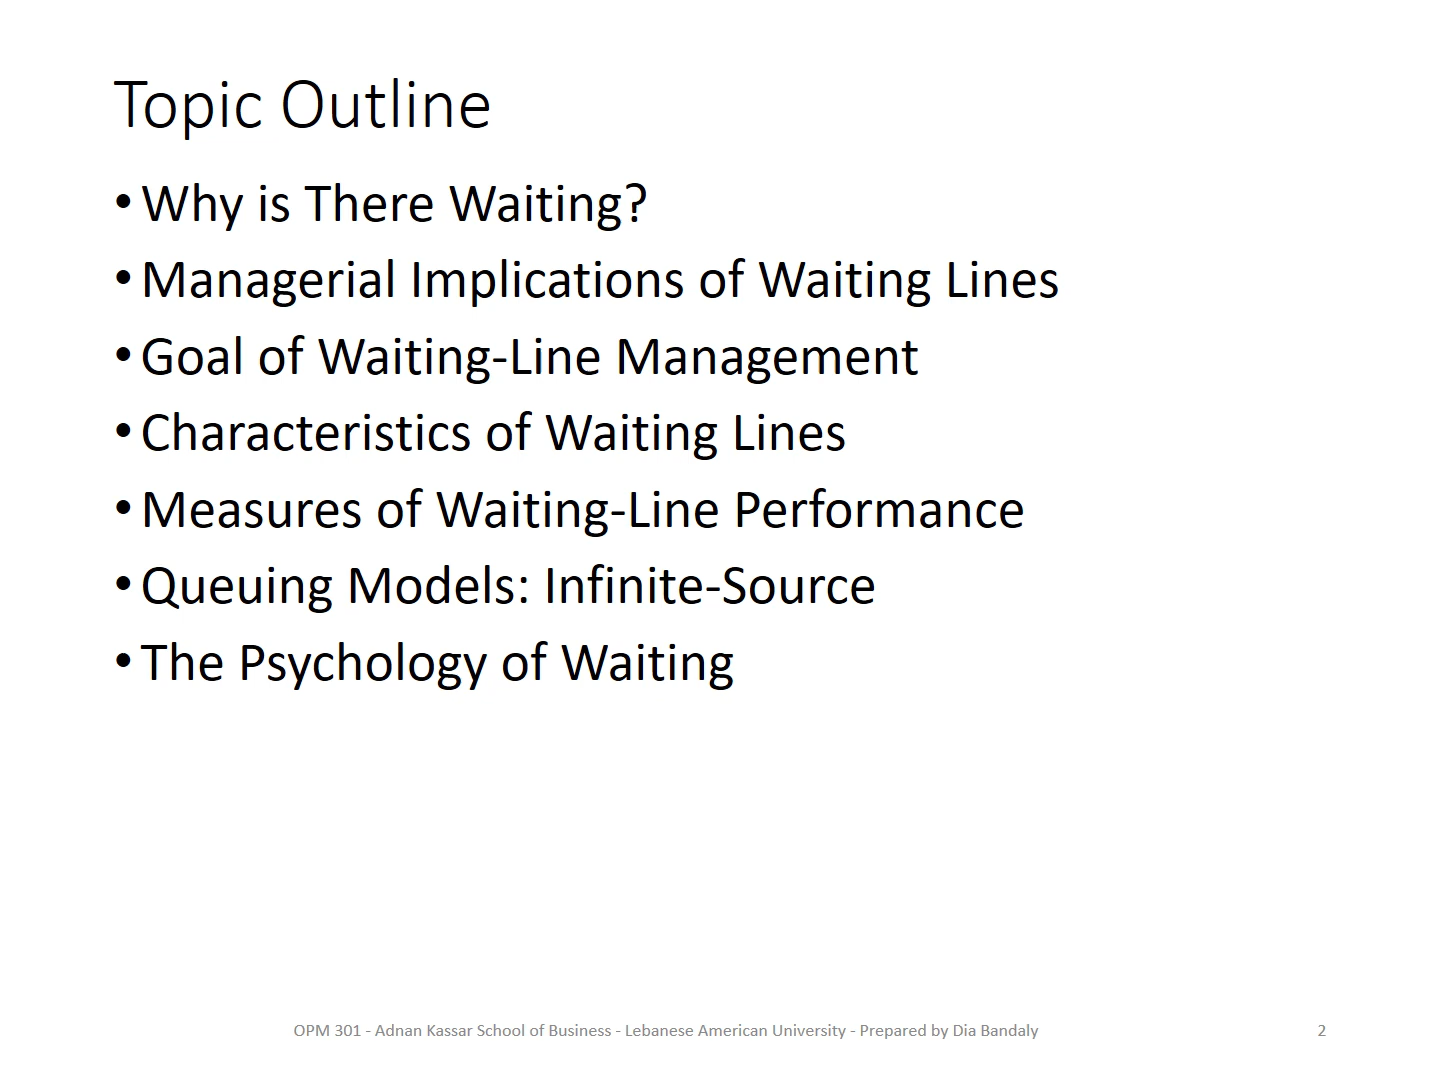 Topic Outline
• Why is There Waiting?
• Managerial Implications of Waiting Lines
• Goal of Waiting-Line Management
• Characteristics of Waiting Lines
• Measures of Waiting-Line Performance
• Queuing Models: Infinite-Source
• The Psychology of Waiting
OPM 301 - Adnan Kassar School of Business - Lebanese American University - Prepared by Dia Bandaly
2